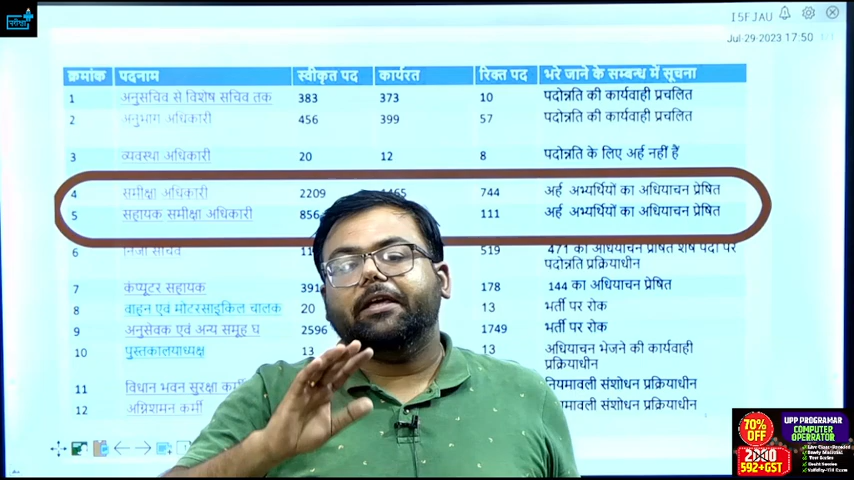 परीक्षा
I5FJAU
Jul-29-2023 17:50
क्रमांक पदनाम स्वीकृत पद कार्यरत रिक्त पद भरे जाने के सम्बन्ध में सूचना
1 अनुसचिव से विशेष सचिव तक 383 373 10 पदोन्नति की कार्यवाही प्रचलित
2 अनुभाग अधिकारी 456 399 57 पदोन्नति की कार्यवाही प्रचलित
3 व्यवस्था अधिकारी 20 12 8 पदोन्नति के लिए अर्ह नहीं हैं
4 समीक्षा अधिकारी 2209 1465 744 अर्ह अभ्यर्थियों का अधियाचन प्रेषित
5 सहायक समीक्षा अधिकारी 856 111 अर्ह अभ्यर्थियों का अधियाचन प्रेषित
6 निजी सचिव 519 471 का अधियाचन प्रेषित शेष पदों पर
पदोन्नति प्रक्रियाधीन
7 कंप्यूटर सहायक 391 178 144 का अधियाचन प्रेषित
8 वाहन एवं मोटरसाइकिल चालक 20 13 भर्ती पर रोक
9 अनुसेवक एवं अन्य समूह घ 2596 1749 भर्ती पर रोक
10 पुस्तकालयाध्यक्ष 13 13 अधियाचन भेजने की कार्यवाही
प्रक्रियाधीन
11 विधान भवन सुरक्षा कर्मी नियमावली संशोधन प्रक्रियाधीन
12 अग्निशमन कर्मी संशोधन प्रक्रियाधीन
70%
OFF
UPP PROGRAMAR
COMPUTER
OPERRATOR
592+GST